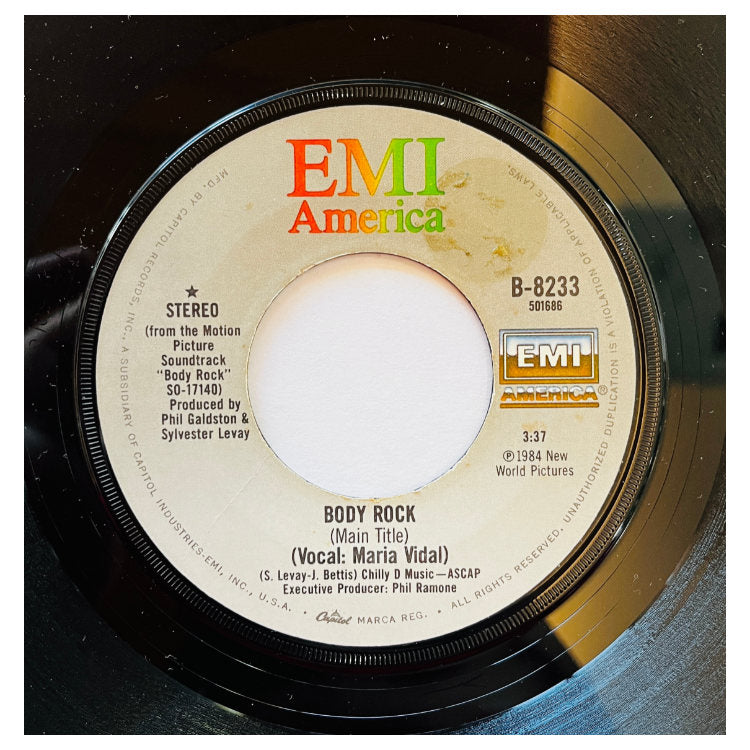 EMI
America
★
STEREO
(from the Motion
Picture
Soundtrack
"Body Rock"
SO-17140)
Produced by
Phil Galdston &
Sylvester Levay
B-8233
501686
EMI
AMERICA®
3:37
℗1984 New
World Pictures
BODY ROCK
(Main Title)
(Vocal: Maria Vidal)
(S. Levay-J. Bettis) Chilly D Music—ASCAP
Executive Producer: Phil Ramone
MFD. BY CAPITOL RECORDS, INC., A SUBSIDIARY OF CAPITOL INDUSTRIES-EMI, INC., U.S.A. • Capitol MARCA REG. • ALL RIGHTS RESERVED. UNAUTHORIZED DUPLICATION IS A VIOLATION OF APPLICABLE LAWS.